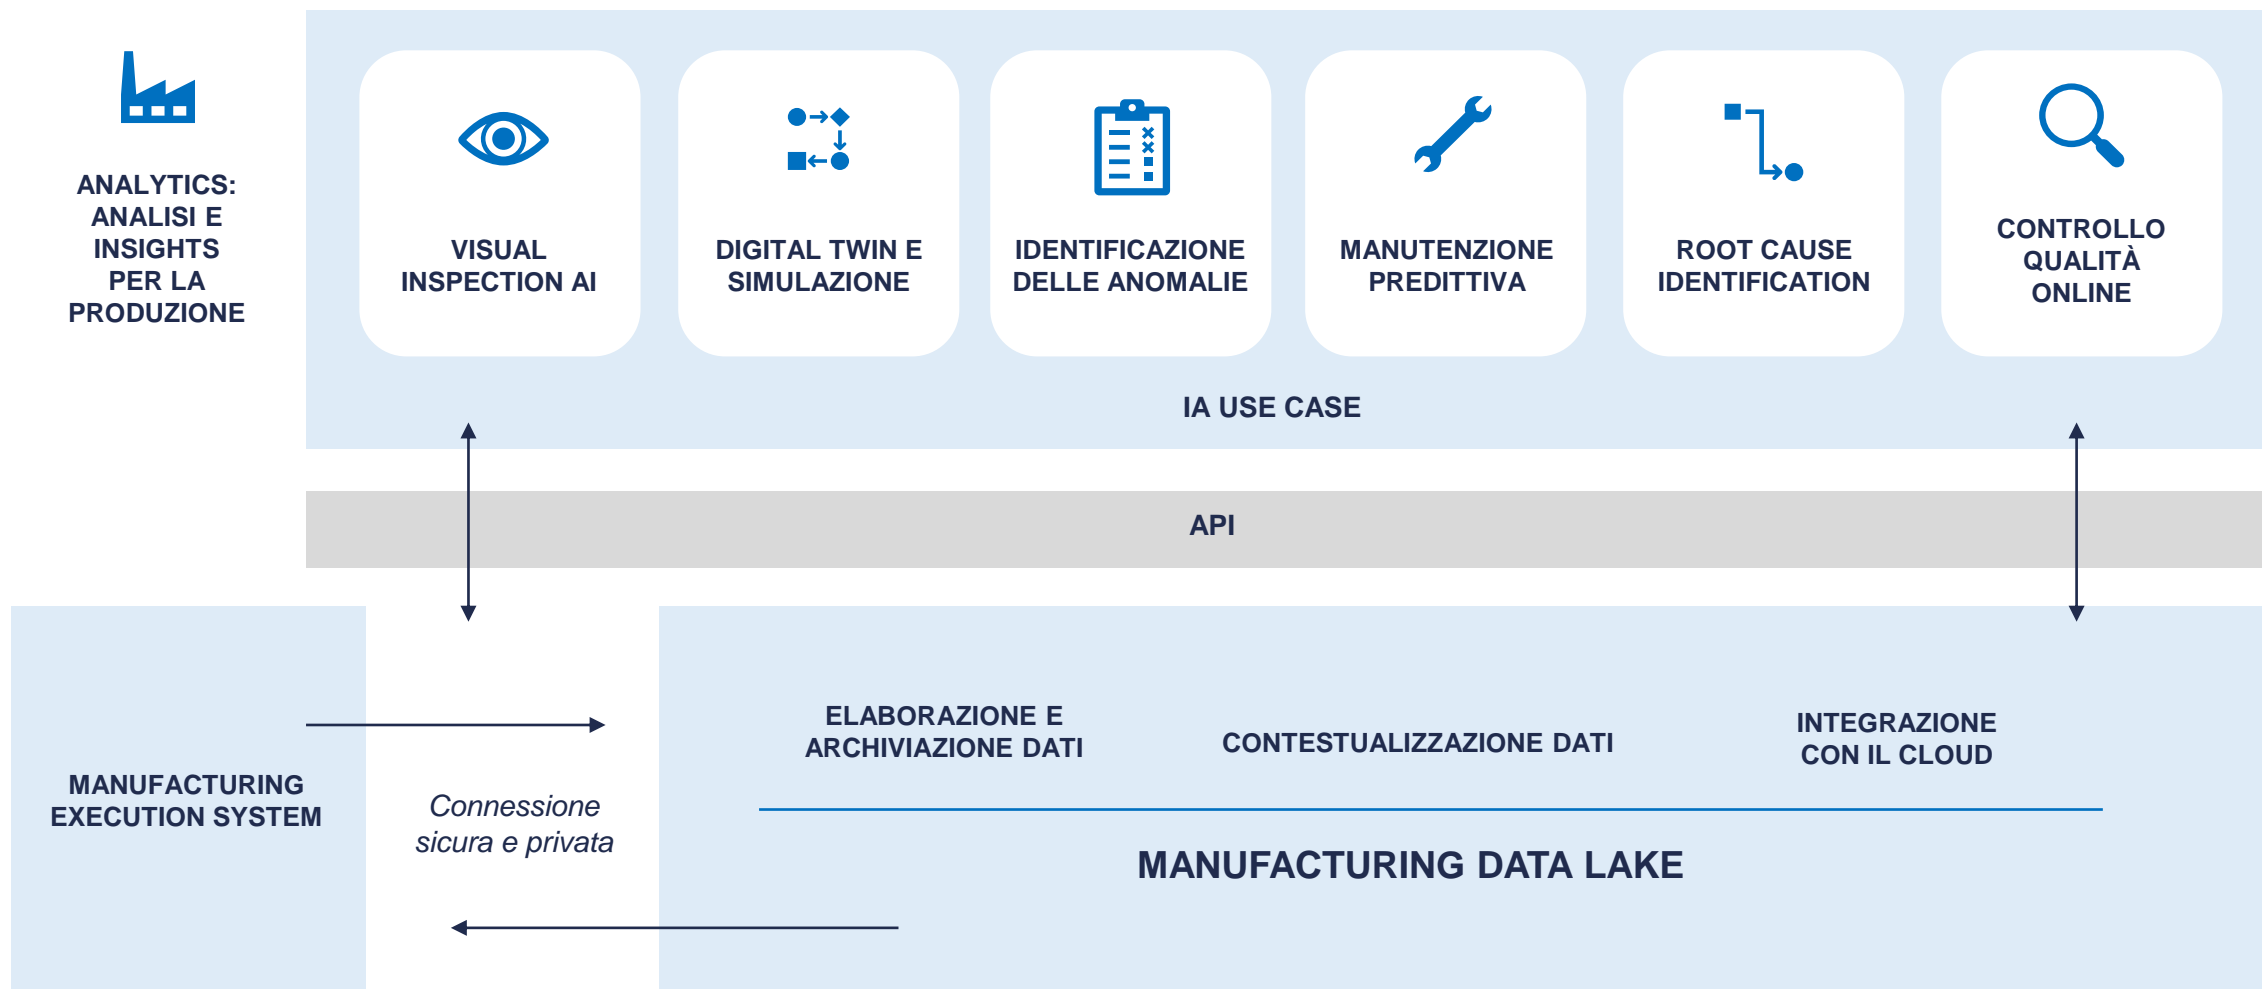 ANALYTICS:
ANALISI E
INSIGHTS
PER LA
PRODUZIONE
VISUAL
INSPECTION AI
DIGITAL TWIN E
SIMULAZIONE
IDENTIFICAZIONE
DELLE ANOMALIE
MANUTENZIONE
PREDITTIVA
ROOT CAUSE
IDENTIFICATION
CONTROLLO
QUALITÀ
ONLINE
IA USE CASE
API
MANUFACTURING
EXECUTION SYSTEM
Connessione
sicura e privata
ELABORAZIONE E
ARCHIVIAZIONE DATI
CONTESTUALIZZAZIONE DATI
INTEGRAZIONE
CON IL CLOUD
MANUFACTURING DATA LAKE